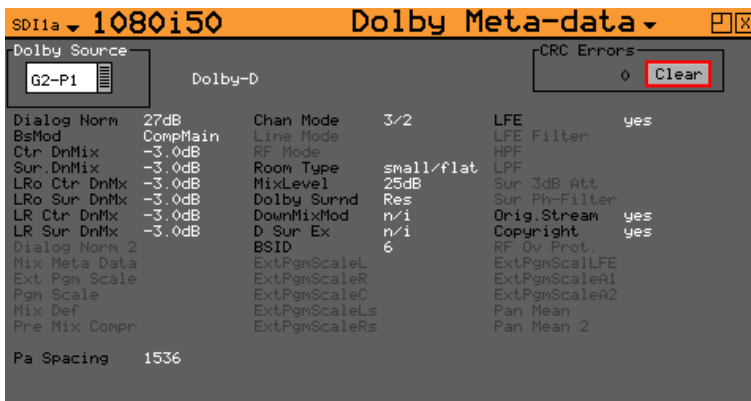 SDI1a 1080i50 Dolby Meta-data
Dolby Source
G2-P1
Dolby-D
CRC Errors
0 Clear
Dialog Norm 27dB Chan Mode 3/2 LFE yes
BsMod CompMain Line Mode LFE Filter
Ctr DnMix -3.0dB RF Mode HPF
Sur.DnMix -3.0dB Room Type small/flat LPF
LRo Ctr DnMx -3.0dB MixLevel 25dB Sur 3dB Att
LRo Sur DnMx -3.0dB Dolby Surnd Res Sur Ph-Filter
LR Ctr DnMx -3.0dB DownMixMod n/i Orig.Stream yes
LR Sur DnMx -3.0dB D Sur Ex n/i Copyright yes
Dialog Norm 2 BSID 6 RF Ov Prot.
Mix Meta Data ExtPgmScaleL ExtPgmScalLFE
Ext Pgm Scale ExtPgmScaleR ExtPgmScaleA1
Pgm Scale ExtPgmScaleC ExtPgmScaleA2
Mix Def ExtPgmScaleLs Pan Mean
Pre Mix Compr ExtPgmScaleRs Pan Mean 2
Pa Spacing 1536